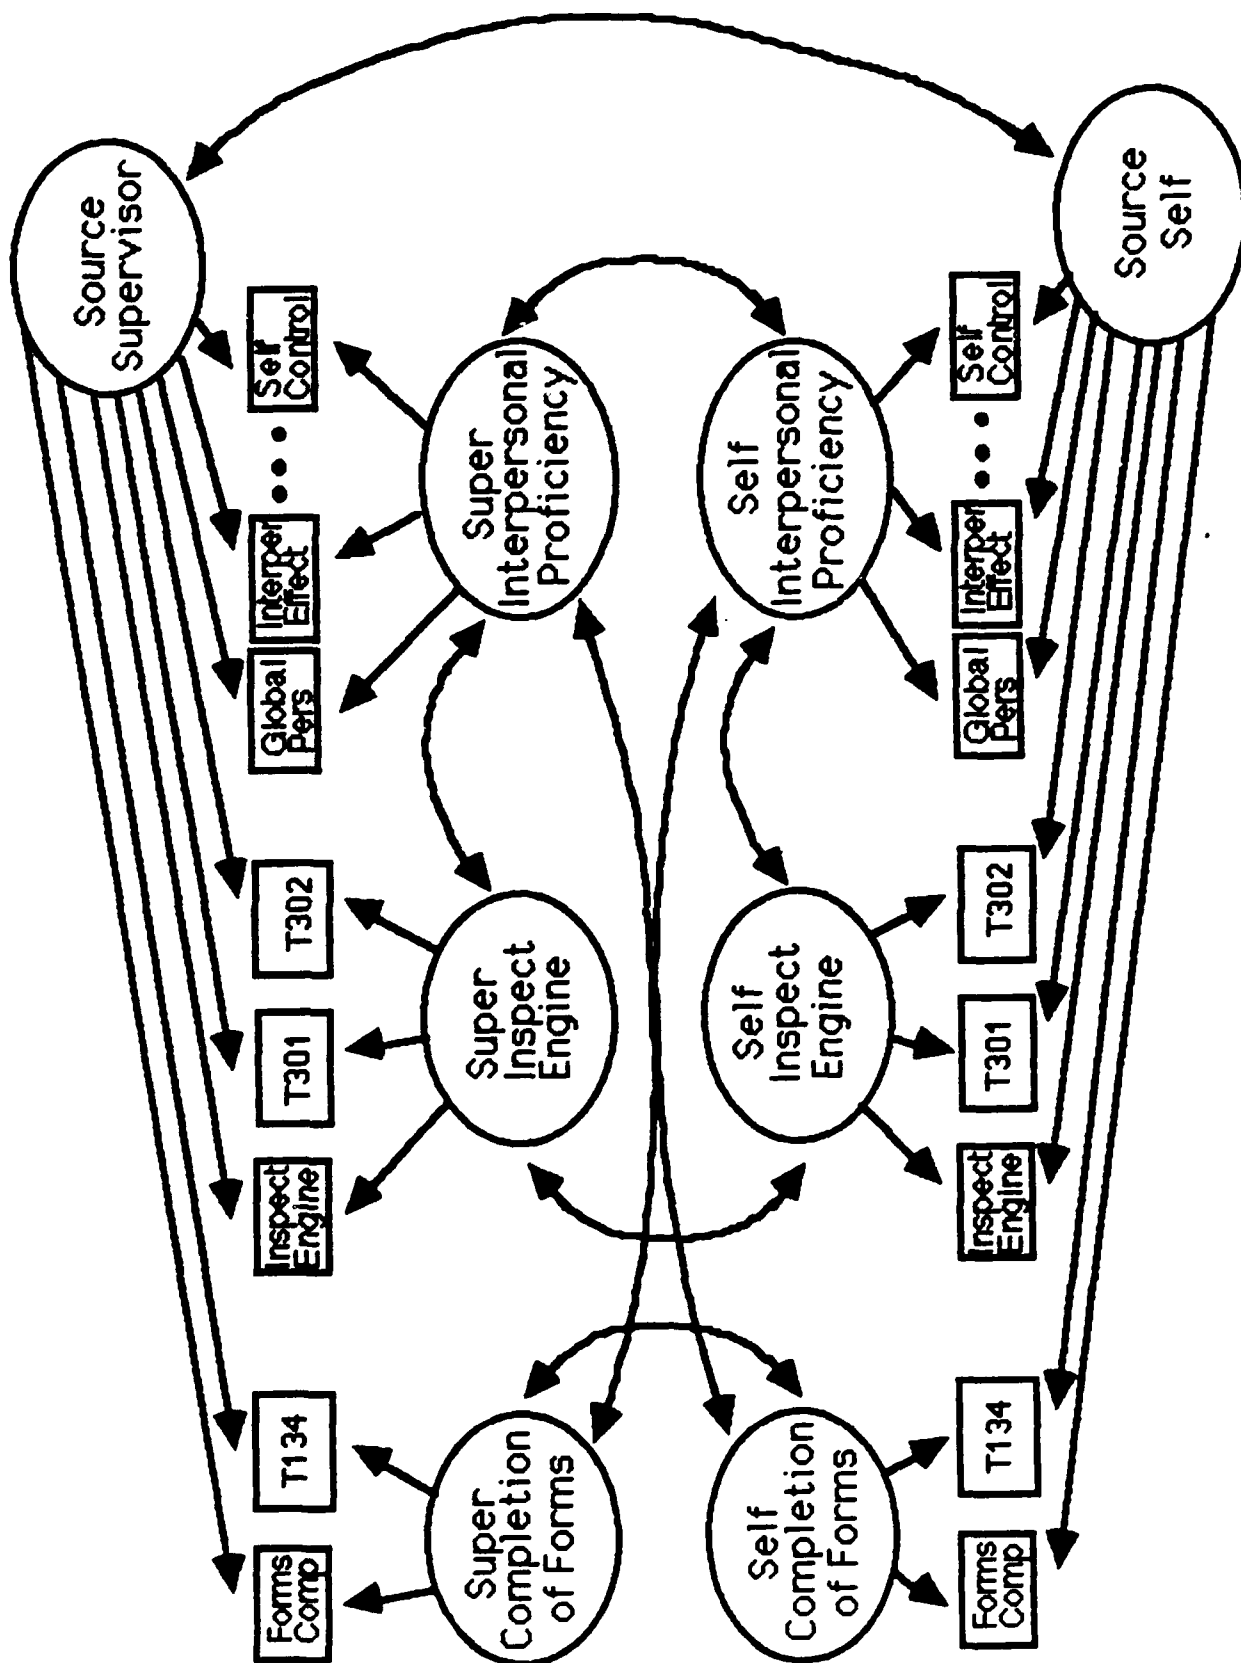 Source
Supervisor
Forms
Comp
T134
Inspect
Engine
T301
T302
Global
Pers
Interper
Effect
Self
Control
Super
Completion
of Forms
Super
Inspect
Engine
Super
Interpersonal
Proficiency
Self
Completion
of Forms
Self
Inspect
Engine
Self
Interpersonal
Proficiency
Forms
Comp
T134
Inspect
Engine
T301
T302
Global
Pers
Interper
Effect
Self
Control
Source
Self